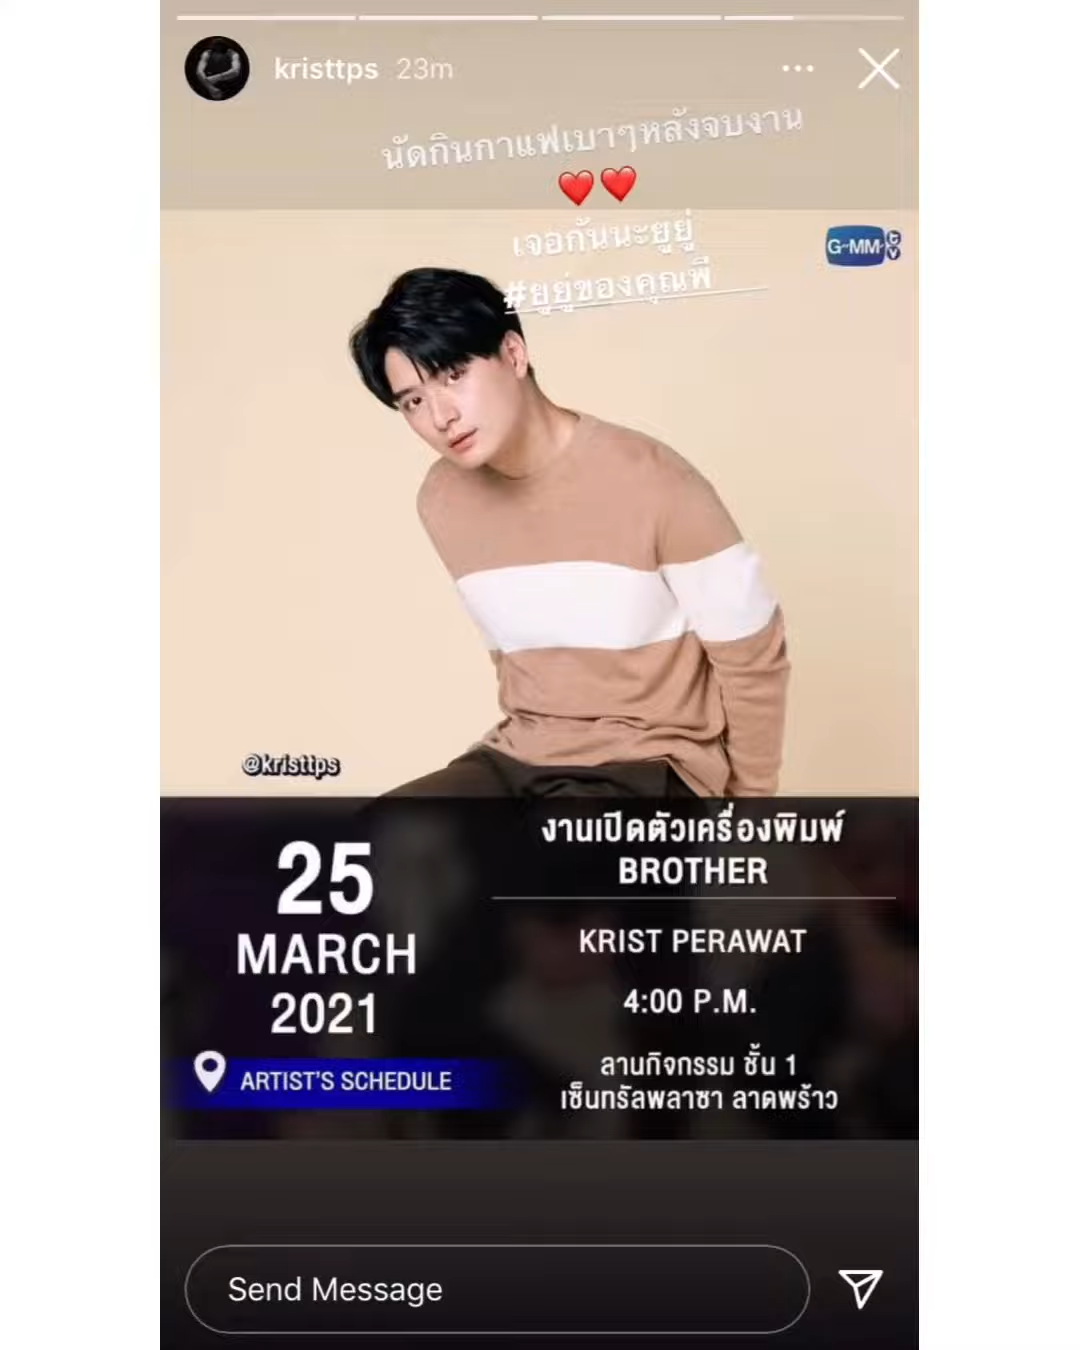 kristtps 23m
นัดกินกาแฟเบาๆหลังจบงาน
❤️❤️
เจอกันนะยูยู่
#ยูยู่ของคุณพี
GMM
TV
@kristtps
25
MARCH
2021
ARTIST'S SCHEDULE
งานเปิดตัวเครื่องพิมพ์
BROTHER
KRIST PERAWAT
4:00 P.M.
ลานกิจกรรม ชั้น 1
เซ็นทรัลพลาซา ลาดพร้าว
Send Message